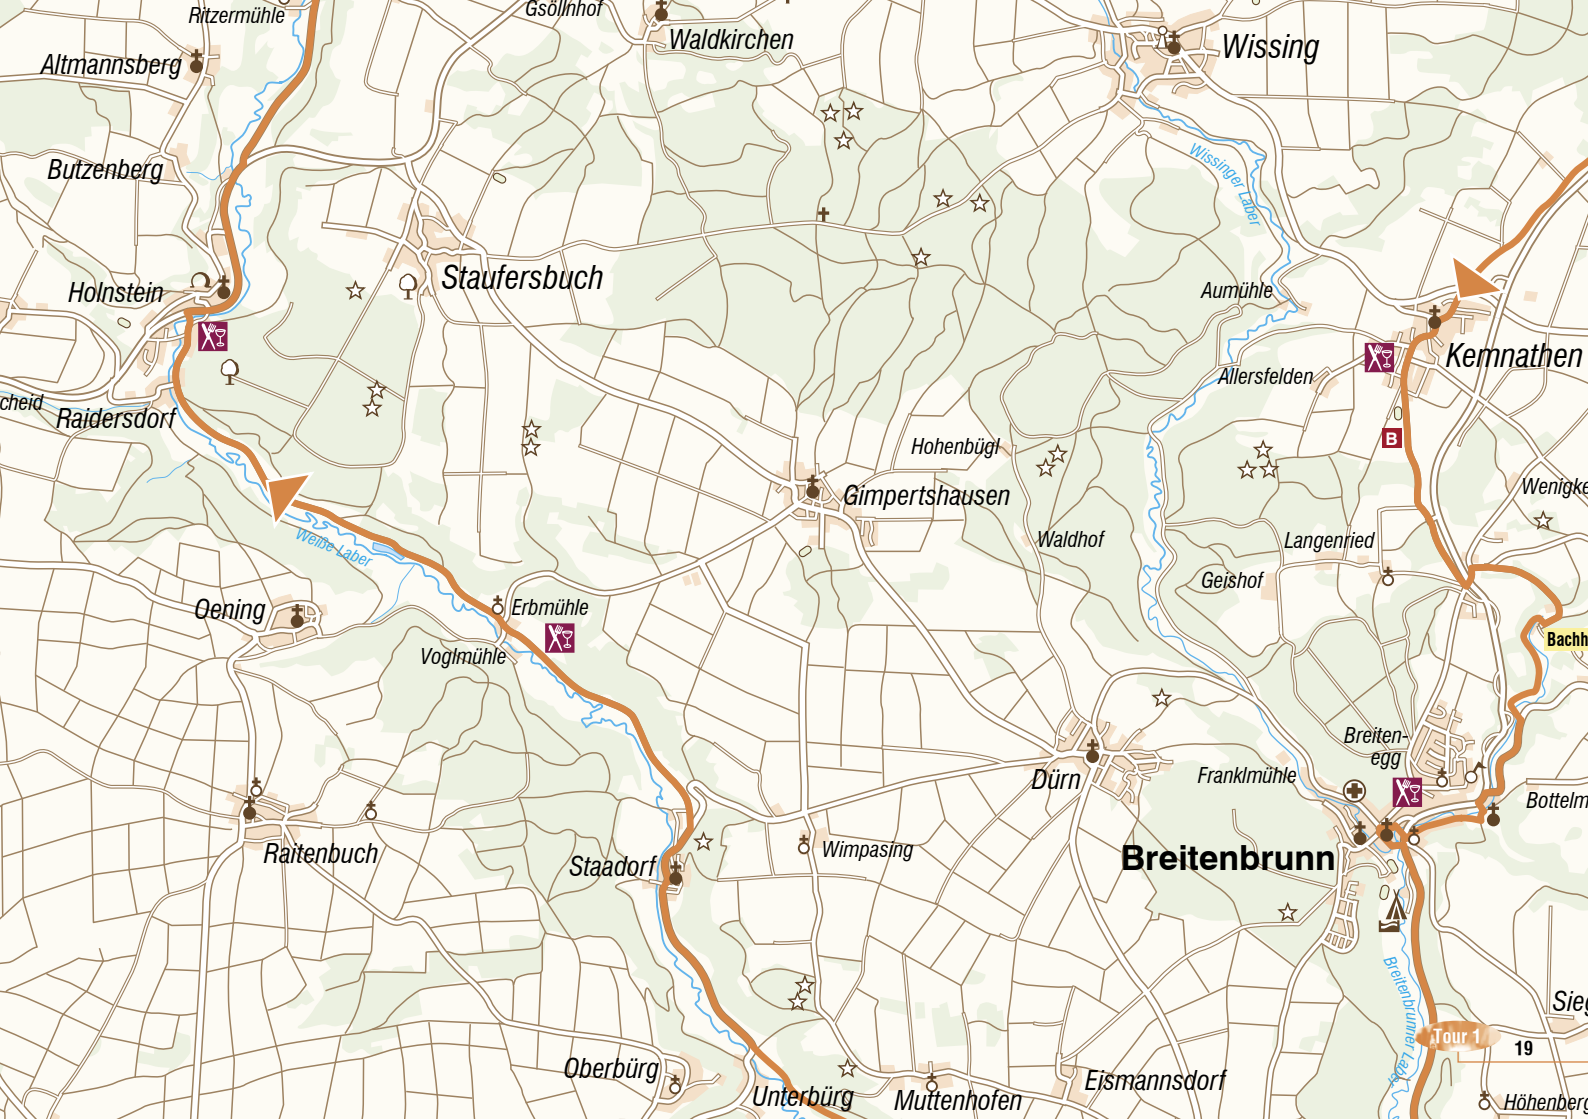 Ritzermühle
Gsöllnhof
Waldkirchen
Wissing
Altmannsberg
Butzenberg
Wissinger Laber
Holnstein
Staufersbuch
Aumühle
Kemnathen
Allersfelden
cheid
Raidersdorf
B
Hohenbügl
Gimpertshausen
Wenigke
Weiße Laber
Waldhof
Langenried
Geishof
Oening
Erbmühle
Bachh
Voglmühle
Breiten-
egg
Dürn
Franklmühle
Bottelm
Raitenbuch
Staadorf
Wimpasing
Breitenbrunn
Breitenbrunner Laber
Sieg
Tour 1
19
Oberbürg
Unterbürg
Muttenhofen
Eismannsdorf
Höhenberg